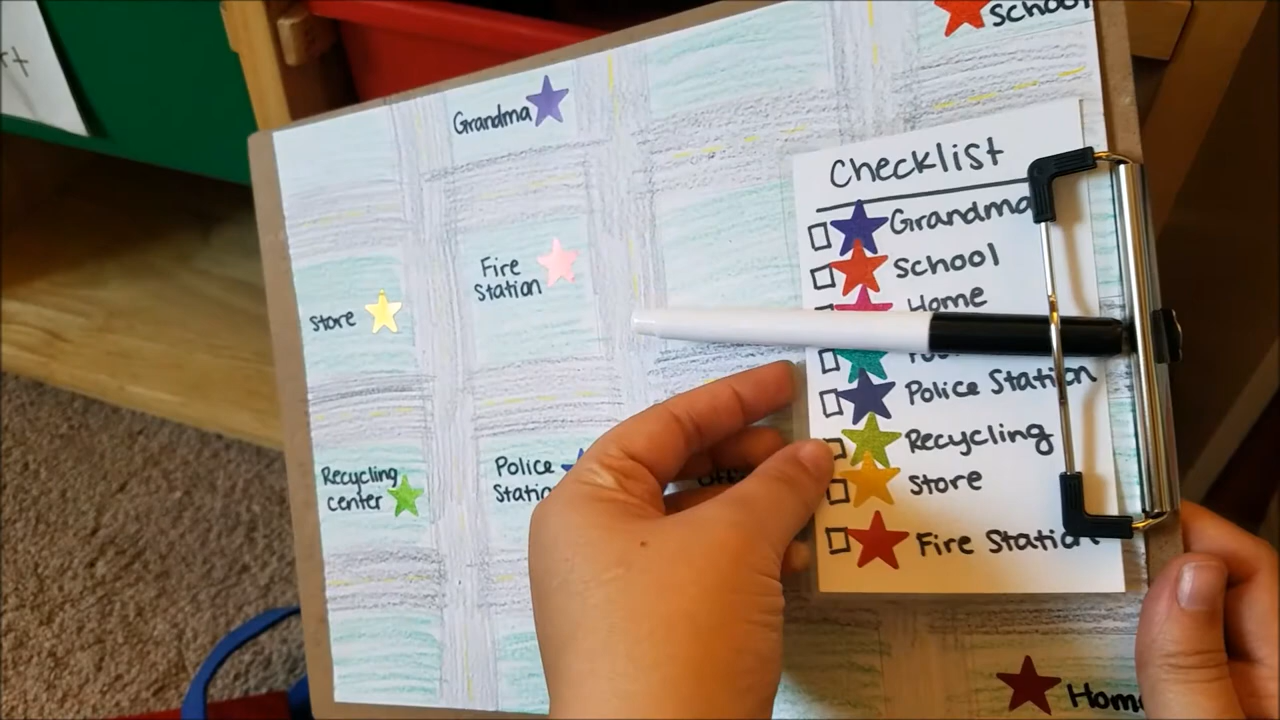 School
Grandma
Fire
Station
Store
Recycling
center
Police
Station
Checklist
Grandma
School
Home
Police Station
Recycling
Store
Fire Station
Home